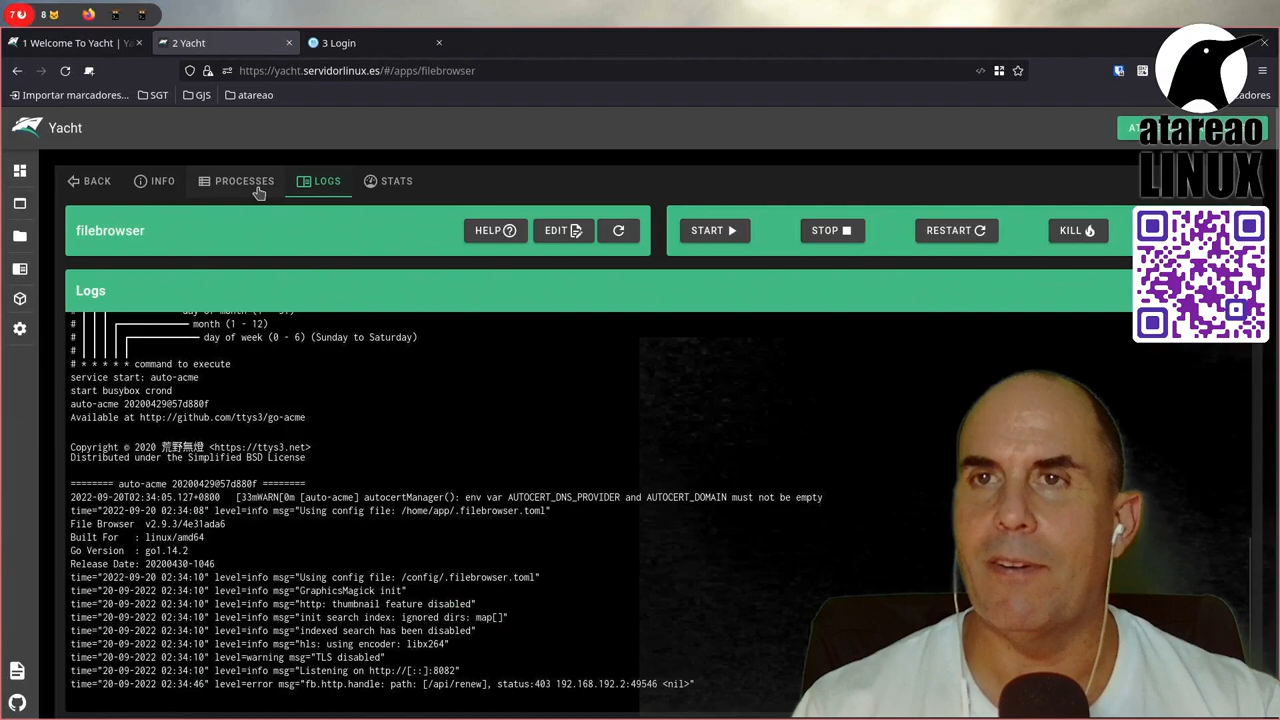 7
8
1 Welcome To Yacht | Ya
2 Yacht
3 Login
https://yacht.servidorlinux.es/#/apps/filebrowser
Importar marcadores...
SGT
GJS
atareao
Yacht
atareao
LINUX
BACK
INFO
PROCESSES
LOGS
STATS
filebrowser
HELP
EDIT
START
STOP
RESTART
KILL
Logs
# month (1 - 12)
# day of week (0 - 6) (Sunday to Saturday)
#
# * * * * * command to execute
service start: auto-acme
start busybox crond
auto-acme 20200429@57d880f
Available at http://github.com/ttys3/go-acme
Copyright © 2020 荒野無燈 <https://ttys3.net>
Distributed under the Simplified BSD License
======== auto-acme 20200429@57d880f ========
2022-09-20T02:34:05.127+0800 [33mWARN[0m [auto-acme] autocertManager(): env var AUTOCERT_DNS_PROVIDER and AUTOCERT_DOMAIN must not be empty
time="2022-09-20 02:34:08" level=info msg="Using config file: /home/app/.filebrowser.toml"
File Browser v2.9.3/4e31ada6
Built For : linux/amd64
Go Version : go1.14.2
Release Date: 20200430-1046
time="20-09-2022 02:34:10" level=info msg="Using config file: /config/.filebrowser.toml"
time="20-09-2022 02:34:10" level=info msg="GraphicsMagick init"
time="20-09-2022 02:34:10" level=info msg="http: thumbnail feature disabled"
time="20-09-2022 02:34:10" level=info msg="init search index: ignored dirs: map[]"
time="20-09-2022 02:34:10" level=info msg="indexed search has been disabled"
time="20-09-2022 02:34:10" level=info msg="hls: using encoder: libx264"
time="20-09-2022 02:34:10" level=warning msg="TLS disabled"
time="20-09-2022 02:34:10" level=info msg="Listening on http://[::]:8082"
time="20-09-2022 02:34:46" level=error msg="fb.http.handle: path: [/api/renew], status:403 192.168.192.2:49546 <nil>"